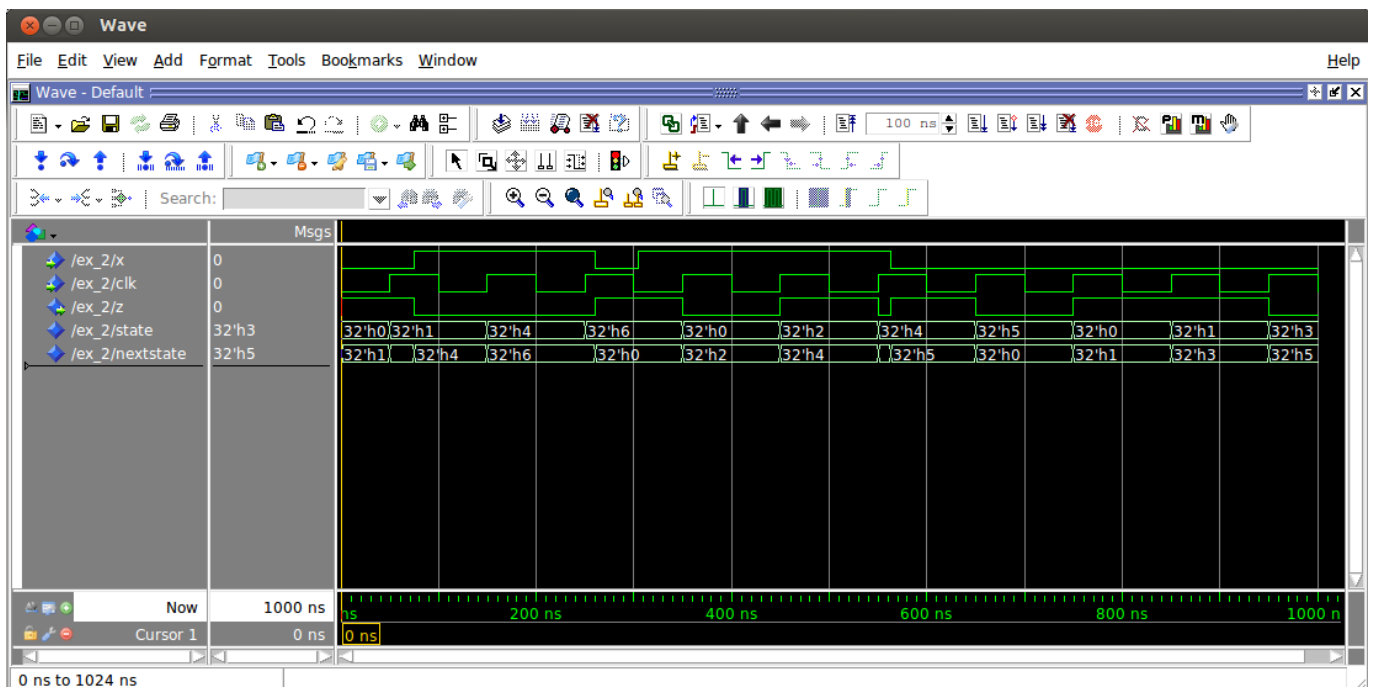 Wave
File Edit View Add Format Tools Bookmarks Window Help
Wave - Default
100 ns
Search:
Msgs
/ex_2/x 0
/ex_2/clk 0
/ex_2/z 0
/ex_2/state 32'h3 32'h0 32'h1 32'h4 32'h6 32'h0 32'h2 32'h4 32'h5 32'h0 32'h1 32'h3
/ex_2/nextstate 32'h5 32'h1 32'h4 32'h6 32'h0 32'h2 32'h4 32'h5 32'h0 32'h1 32'h3 32'h5
Now 1000 ns ns 200 ns 400 ns 600 ns 800 ns 1000 n
Cursor 1 0 ns 0 ns
0 ns to 1024 ns